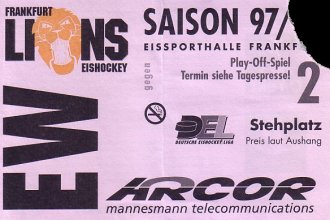 FRANKFURT
LIONS
EISHOCKEY
SAISON 97/
EISSPORTHALLE FRANKF
gegen
Play-Off-Spiel
Termin siehe Tagespresse!
2
EW
DEL
DEUTSCHE EISHOCKEY LIGA
Stehplatz
Preis laut Aushang
ARCOR
mannesmann telecommunications